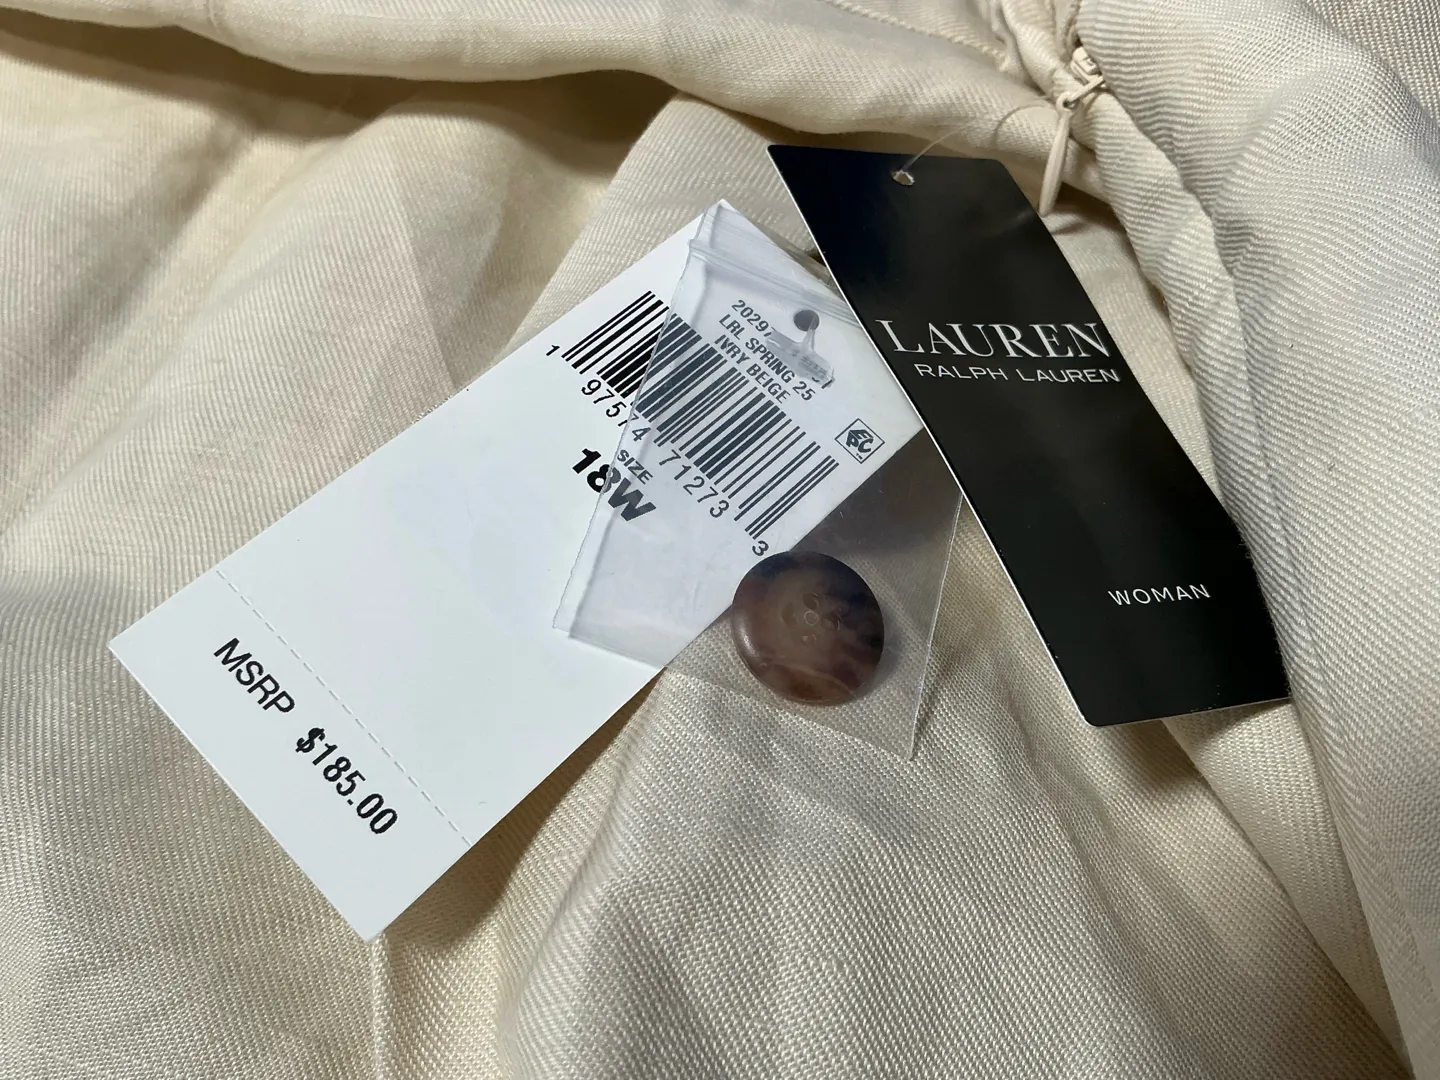 LRL SPRING 25
IVRY BEIGE
1 97574 71273 3
SIZE
18W
MSRP $185.00
LAUREN
RALPH LAUREN
WOMAN